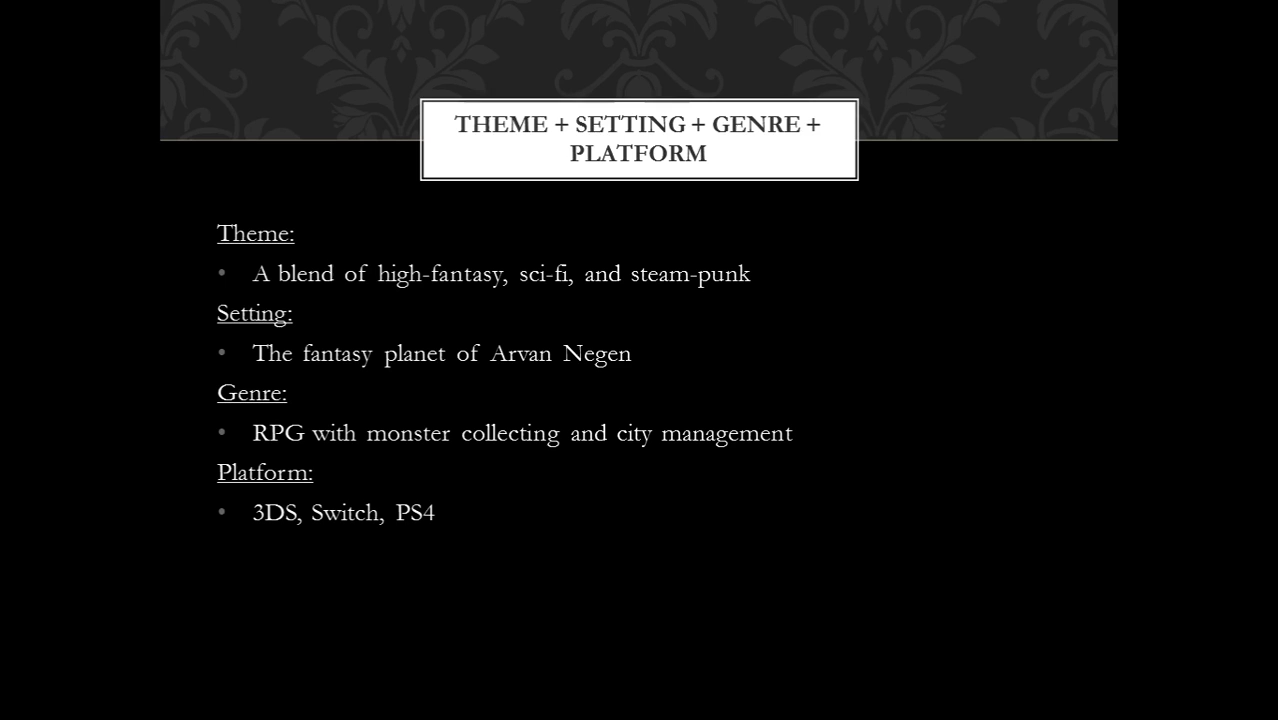 THEME + SETTING + GENRE +
PLATFORM
Theme:
• A blend of high-fantasy, sci-fi, and steam-punk
Setting:
• The fantasy planet of Arvan Negen
Genre:
• RPG with monster collecting and city management
Platform:
• 3DS, Switch, PS4